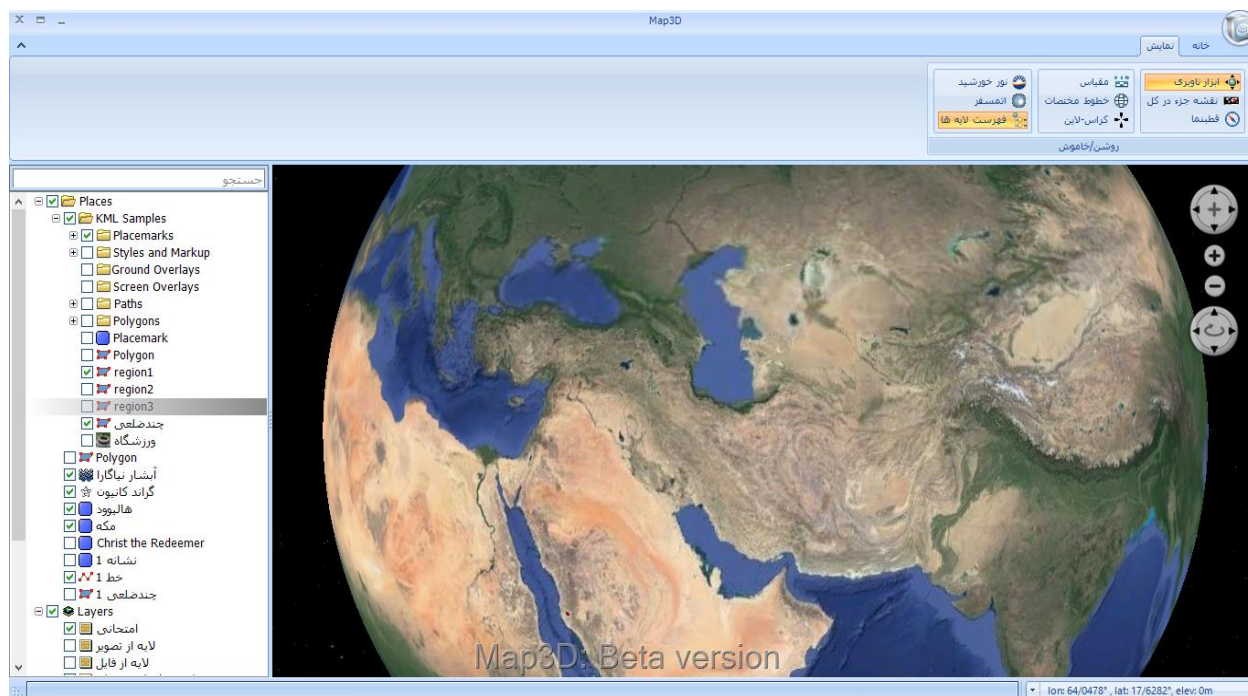 Map3D
خانه
نمایش
ابزار ناوبری
نقشه جزء در کل
قطبنما
مقیاس
خطوط مختصات
کراس-لاین
نور خورشید
اتمسفر
فهرست لایه ها
روشن/خاموش
جستجو
Places
KML Samples
Placemarks
Styles and Markup
Ground Overlays
Screen Overlays
Paths
Polygons
Placemark
Polygon
region1
region2
region3
چندضلعی
ورزشگاه
Polygon
آبشار نیاگارا
گراند کانیون
هالیوود
مکه
Christ the Redeemer
نشانه 1
خط 1
چندضلعی 1
Layers
امتحانی
لایه از تصویر
لایه از فایل
Map3D: Beta version
lon: 64/0478° , lat: 17/6282°, elev: 0m